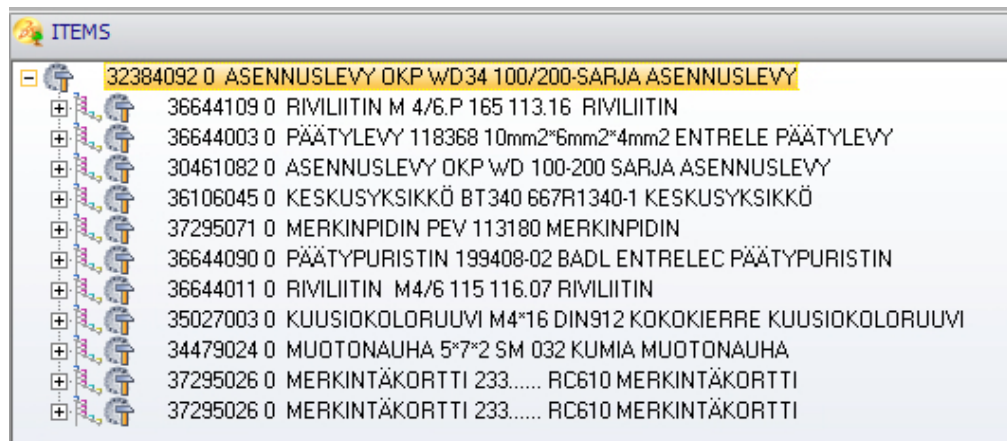 ITEMS
32384092 0 ASENNUSLEVY OKP WD34 100/200-SARJA ASENNUSLEVY
36644109 0 RIVILIITIN M 4/6.P 165 113.16 RIVILIITIN
36644003 0 PÄÄTYLEVY 118368 10mm2*6mm2*4mm2 ENTRELE PÄÄTYLEVY
30461082 0 ASENNUSLEVY OKP WD 100-200 SARJA ASENNUSLEVY
36106045 0 KESKUSYKSIKKÖ BT340 667R1340-1 KESKUSYKSIKKÖ
37295071 0 MERKINPIDIN PEV 113180 MERKINPIDIN
36644090 0 PÄÄTYPURISTIN 199408-02 BADL ENTRELEC PÄÄTYPURISTIN
36644011 0 RIVILIITIN M4/6 115 116.07 RIVILIITIN
35027003 0 KUUSIOKOLORUUVI M4*16 DIN912 KOKOKIERRE KUUSIOKOLORUUVI
34479024 0 MUOTONAUHA 5*7*2 SM 032 KUMIA MUOTONAUHA
37295026 0 MERKINTÄKORTTI 233...... RC610 MERKINTÄKORTTI
37295026 0 MERKINTÄKORTTI 233...... RC610 MERKINTÄKORTTI